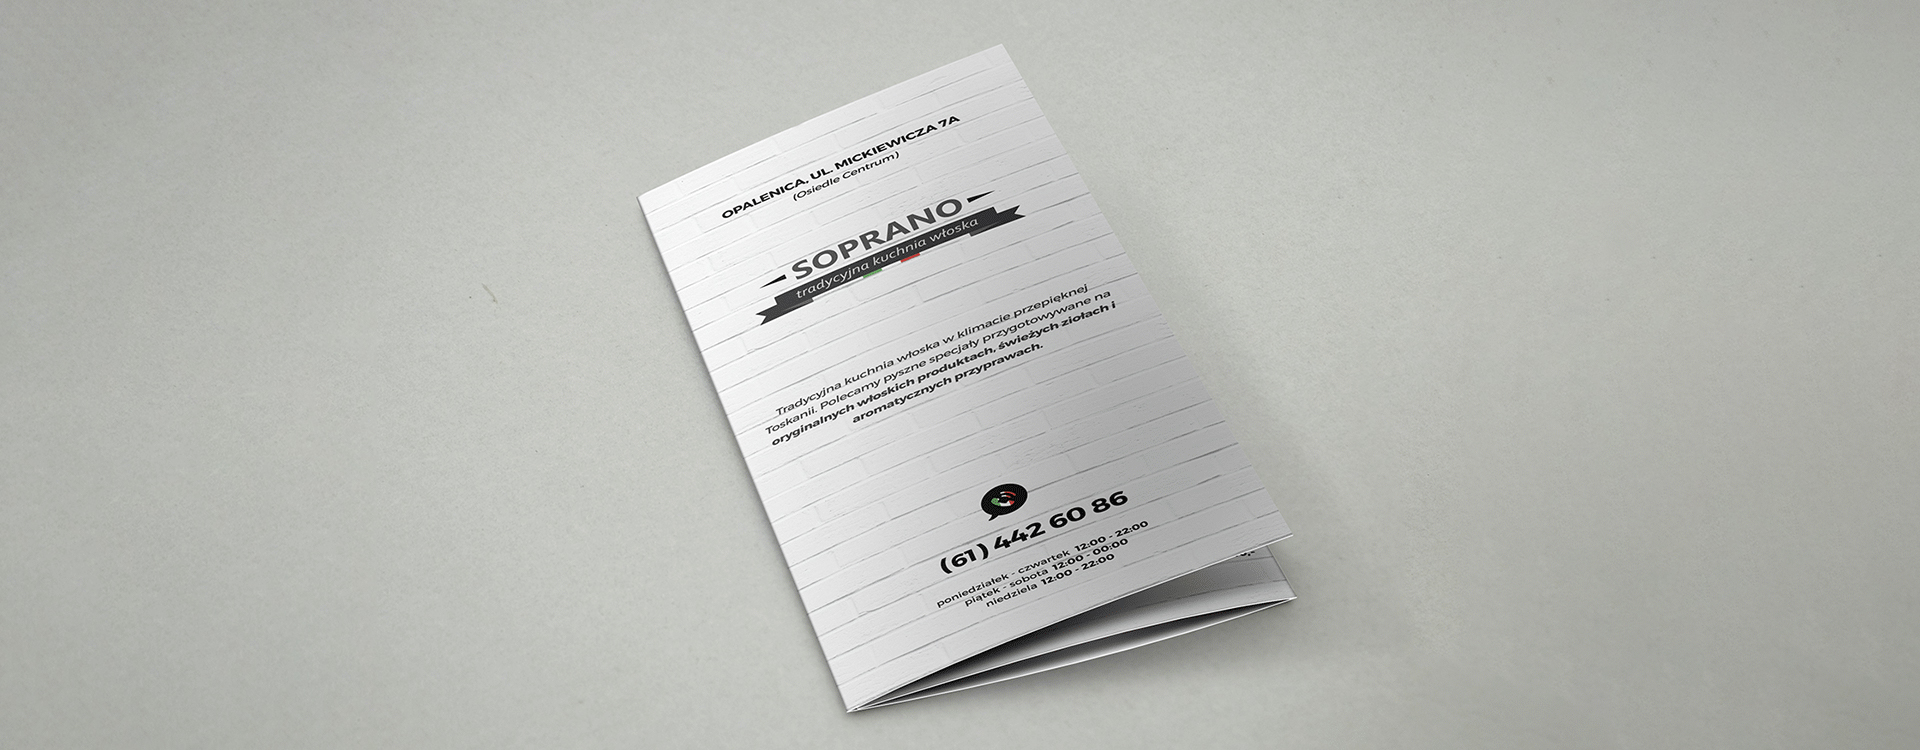 OPALENICA, UL. MICKIEWICZA 7A
(Osiedle Centrum)
SOPRANO
tradycyjna kuchnia włoska
Tradycyjna kuchnia włoska w klimacie przepięknej
Toskanii. Polecamy pyszne specjały przygotowywane na
oryginalnych włoskich produktach, świeżych ziołach i
aromatycznych przyprawach.
(61) 442 60 86
poniedziałek - czwartek 12:00 - 22:00
piątek - sobota 12:00 - 00:00
niedziela 12:00 - 22:00